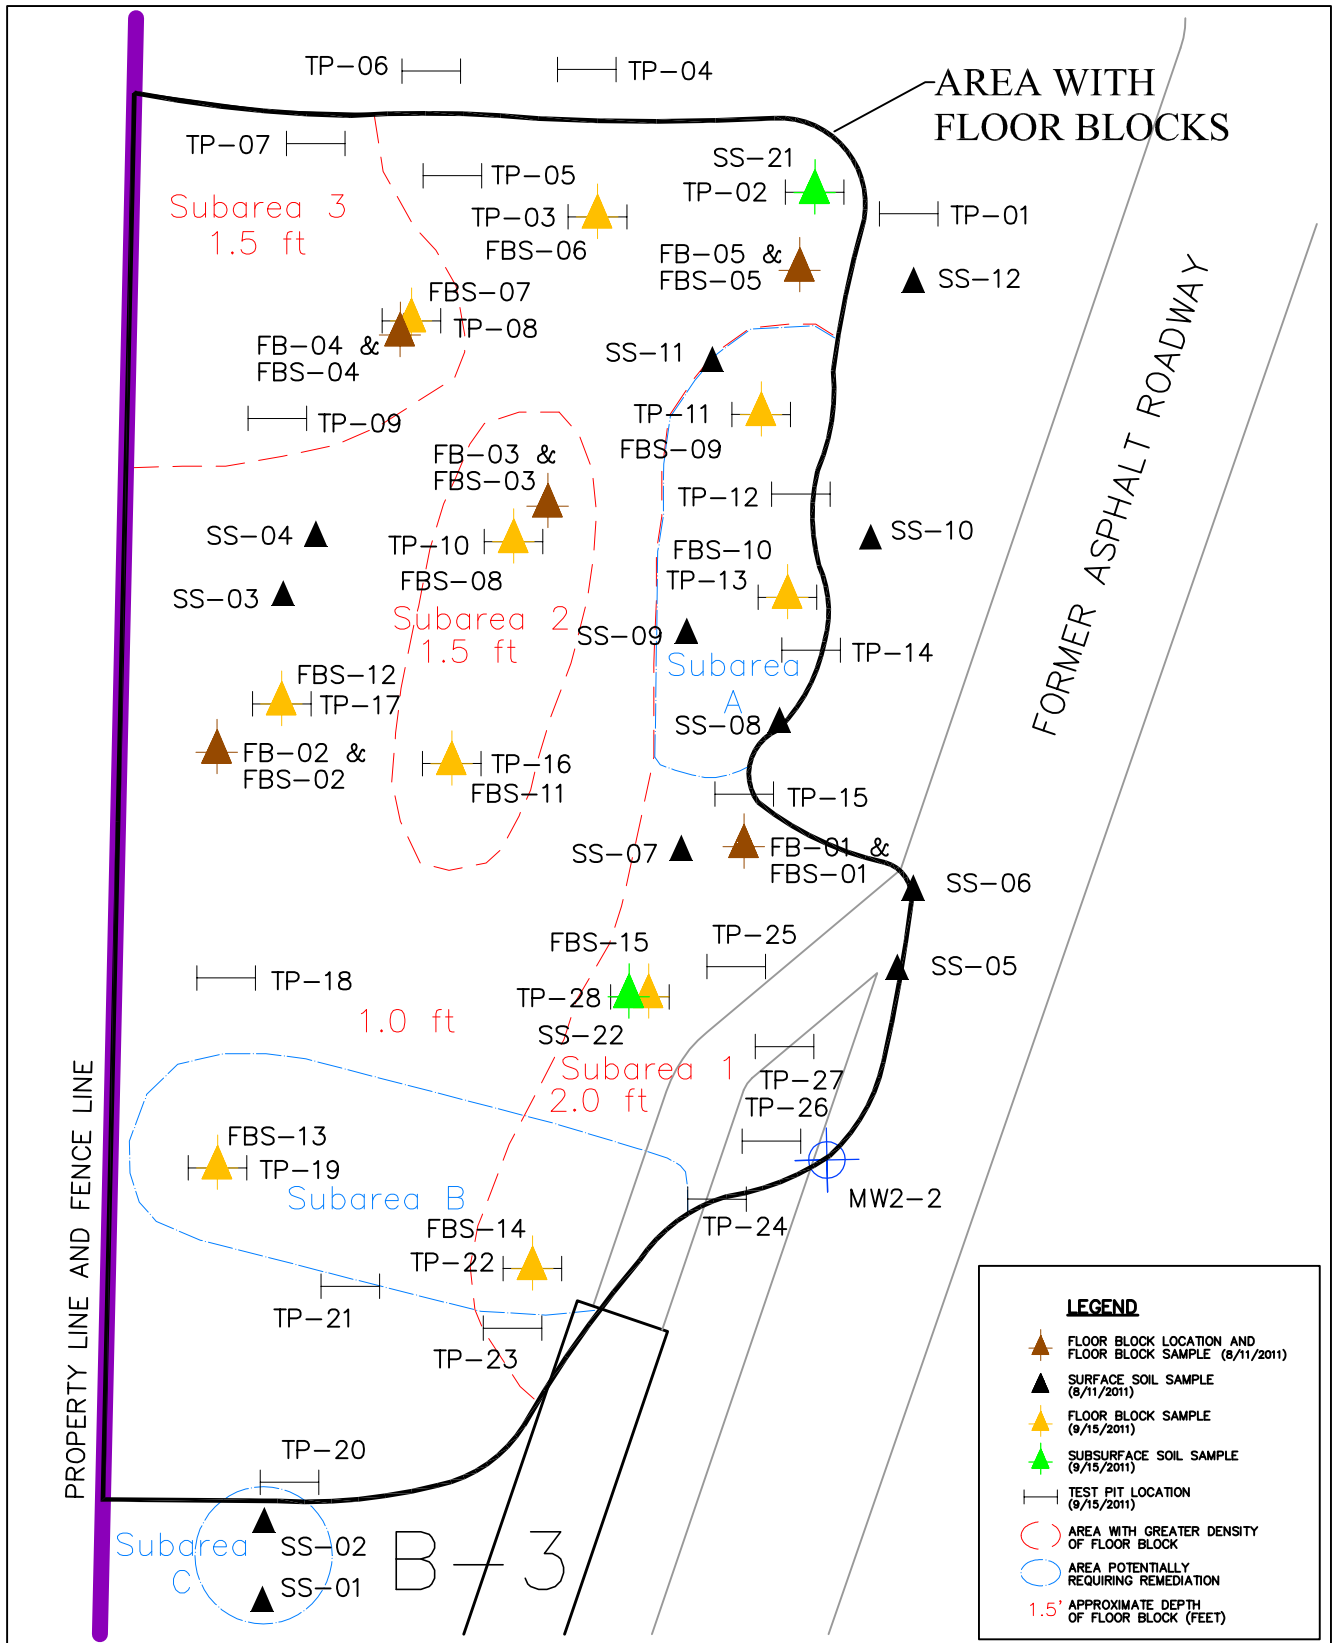 TP-06
TP-04
AREA WITH
FLOOR BLOCKS
TP-07
SS-21
TP-05
TP-02
Subarea 3
1.5 ft
TP-03
FBS-06
TP-01
FB-05 &
FBS-05
SS-12
FBS-07
TP-08
FB-04 &
FBS-04
SS-11
TP-09
TP-11
FBS-09
FB-03 &
FBS-03
TP-12
SS-04
SS-10
TP-10
FBS-08
FBS-10
TP-13
SS-03
Subarea 2
1.5 ft
SS-09
TP-14
Subarea
A
FBS-12
TP-17
SS-08
FB-02 &
FBS-02
TP-16
FBS-11
TP-15
SS-07
FB-01 &
FBS-01
SS-06
FORMER ASPHALT ROADWAY
FBS-15
TP-25
SS-05
TP-18
TP-28
SS-22
1.0 ft
Subarea 1
2.0 ft
TP-27
TP-26
FBS-13
TP-19
Subarea B
MW2-2
FBS-14
TP-22
TP-24
TP-21
TP-23
PROPERTY LINE AND FENCE LINE
TP-20
Subarea
C
SS-02
SS-01
B-3
LEGEND
FLOOR BLOCK LOCATION AND
FLOOR BLOCK SAMPLE (8/11/2011)
SURFACE SOIL SAMPLE
(8/11/2011)
FLOOR BLOCK SAMPLE
(9/15/2011)
SUBSURFACE SOIL SAMPLE
(9/15/2011)
TEST PIT LOCATION
(9/15/2011)
AREA WITH GREATER DENSITY
OF FLOOR BLOCK
AREA POTENTIALLY
REQUIRING REMEDIATION
1.5' APPROXIMATE DEPTH
OF FLOOR BLOCK (FEET)